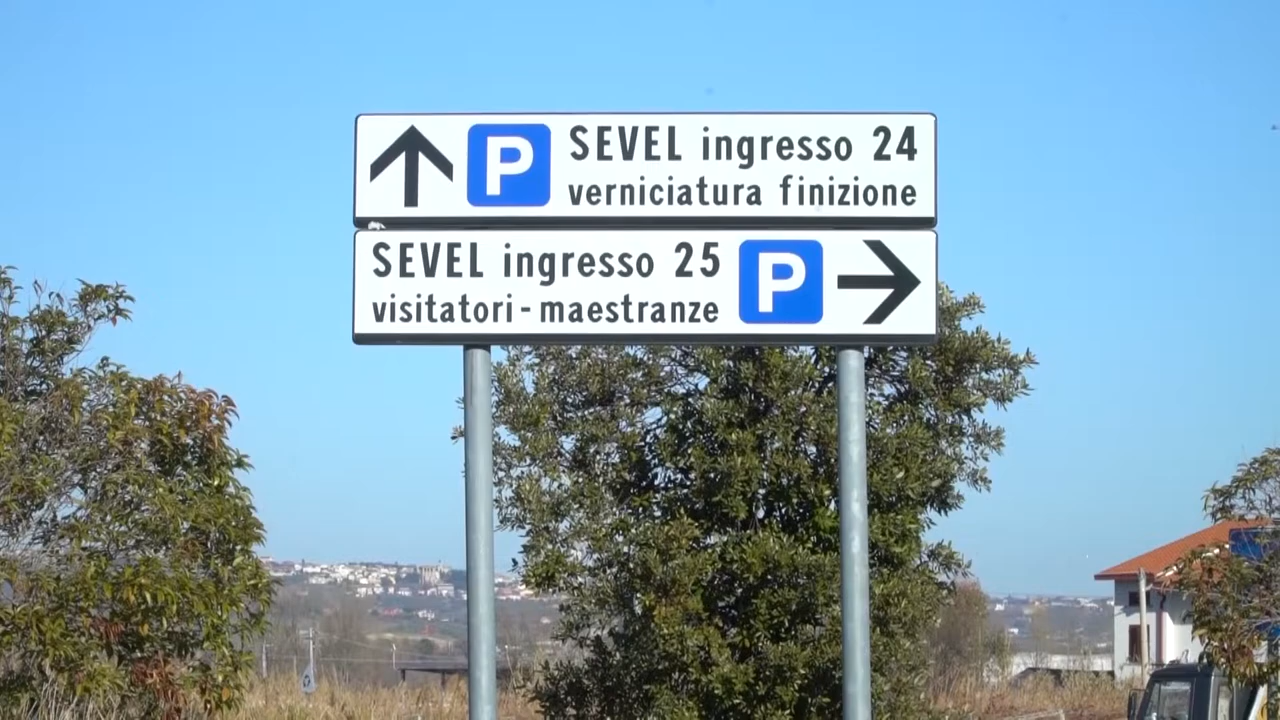 P SEVEL ingresso 24
verniciatura finizione
SEVEL ingresso 25 P
visitatori-maestranze